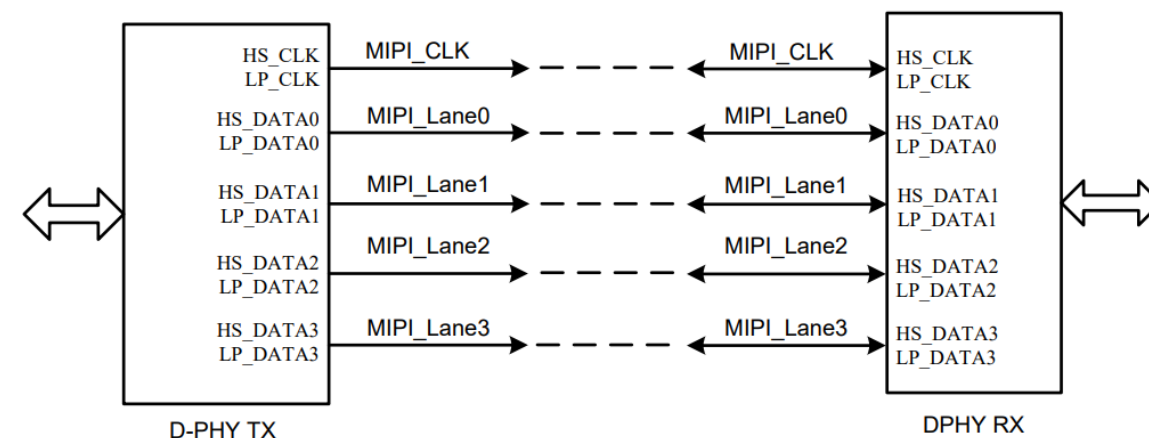 HS_CLK
LP_CLK
HS_DATA0
LP_DATA0
HS_DATA1
LP_DATA1
HS_DATA2
LP_DATA2
HS_DATA3
LP_DATA3
D-PHY TX
MIPI_CLK
MIPI_Lane0
MIPI_Lane1
MIPI_Lane2
MIPI_Lane3
MIPI_CLK
MIPI_Lane0
MIPI_Lane1
MIPI_Lane2
MIPI_Lane3
HS_CLK
LP_CLK
HS_DATA0
LP_DATA0
HS_DATA1
LP_DATA1
HS_DATA2
LP_DATA2
HS_DATA3
LP_DATA3
DPHY RX